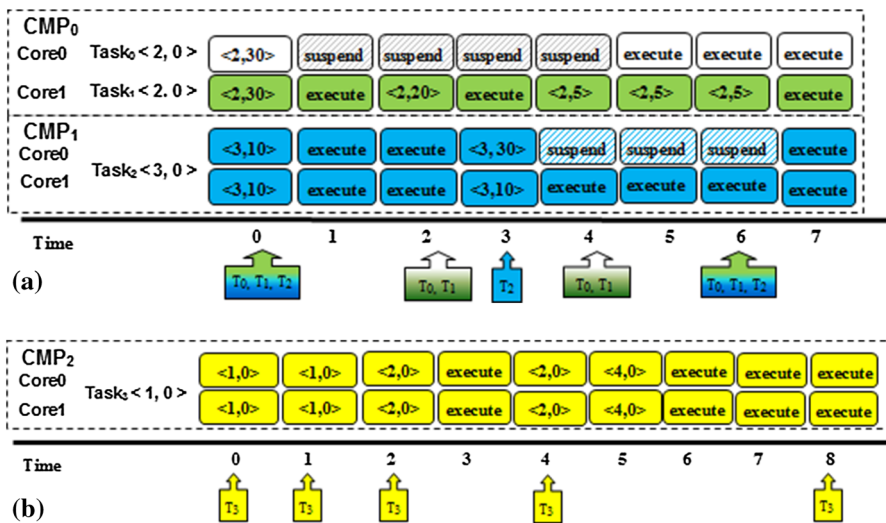 CMP0
Core0 Task0 < 2, 0 > <2,30> suspend suspend suspend suspend execute execute execute
Core1 Task1 < 2. 0 > <2,30> execute <2,20> execute <2,5> <2,5> <2,5> execute
CMP1
Core0 <3,10> execute execute <3,30> suspend suspend suspend execute
Task2 < 3, 0 >
Core1 <3,10> execute execute <3,10> execute execute execute execute
Time 0 1 2 3 4 5 6 7
(a) T0, T1, T2 T0, T1 T2 T0, T1 T0, T1, T2
CMP2
Core0 <1,0> <1,0> <2,0> execute <2,0> <4,0> execute execute execute
Task3 < 1, 0 >
Core1 <1,0> <1,0> <2,0> execute <2,0> <4,0> execute execute execute
Time 0 1 2 3 4 5 6 7 8
(b) T3 T3 T3 T3 T3